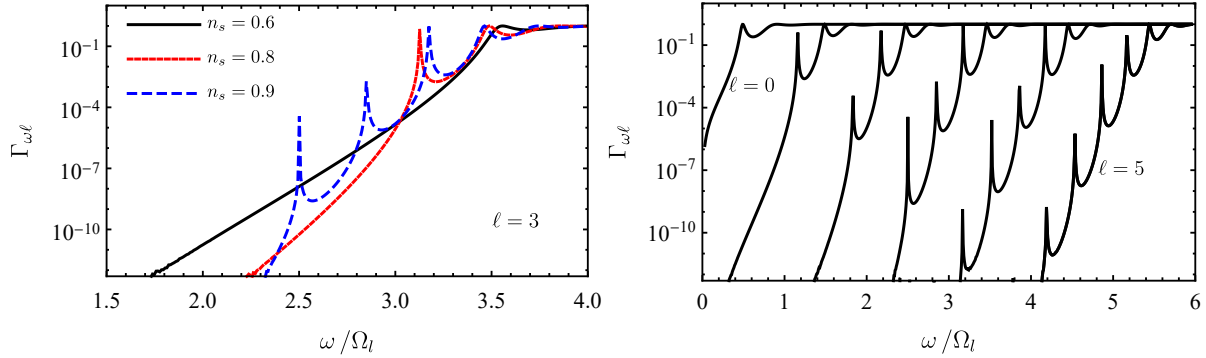 n_s = 0.6
n_s = 0.8
n_s = 0.9
10⁻¹
10⁻⁴
10⁻⁷
10⁻¹⁰
Γ_ωℓ
ℓ = 3
1.5 2.0 2.5 3.0 3.5 4.0
ω/Ω_l
10⁻¹
10⁻⁴
10⁻⁷
10⁻¹⁰
Γ_ωℓ
ℓ = 0
ℓ = 5
0 1 2 3 4 5 6
ω/Ω_l